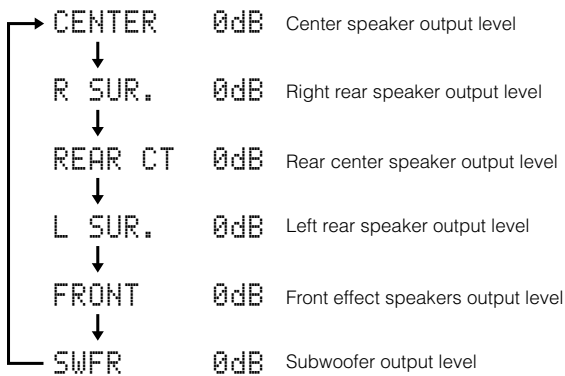 CENTER 0dB Center speaker output level
R SUR. 0dB Right rear speaker output level
REAR CT 0dB Rear center speaker output level
L SUR. 0dB Left rear speaker output level
FRONT 0dB Front effect speakers output level
SWFR 0dB Subwoofer output level